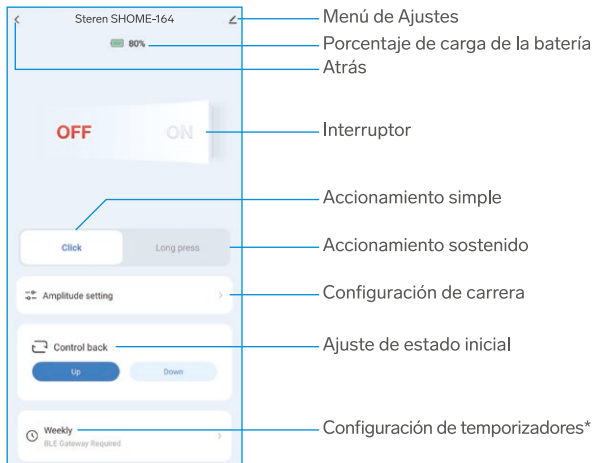 Steren SHOME-164
Menú de Ajustes
80%
Porcentaje de carga de la batería
Atrás
OFF
ON
Interruptor
Accionamiento simple
Click
Long press
Accionamiento sostenido
Amplitude setting
Configuración de carrera
Control back
Ajuste de estado inicial
Up
Down
Weekly
Configuración de temporizadores*
BLE Gateway Required